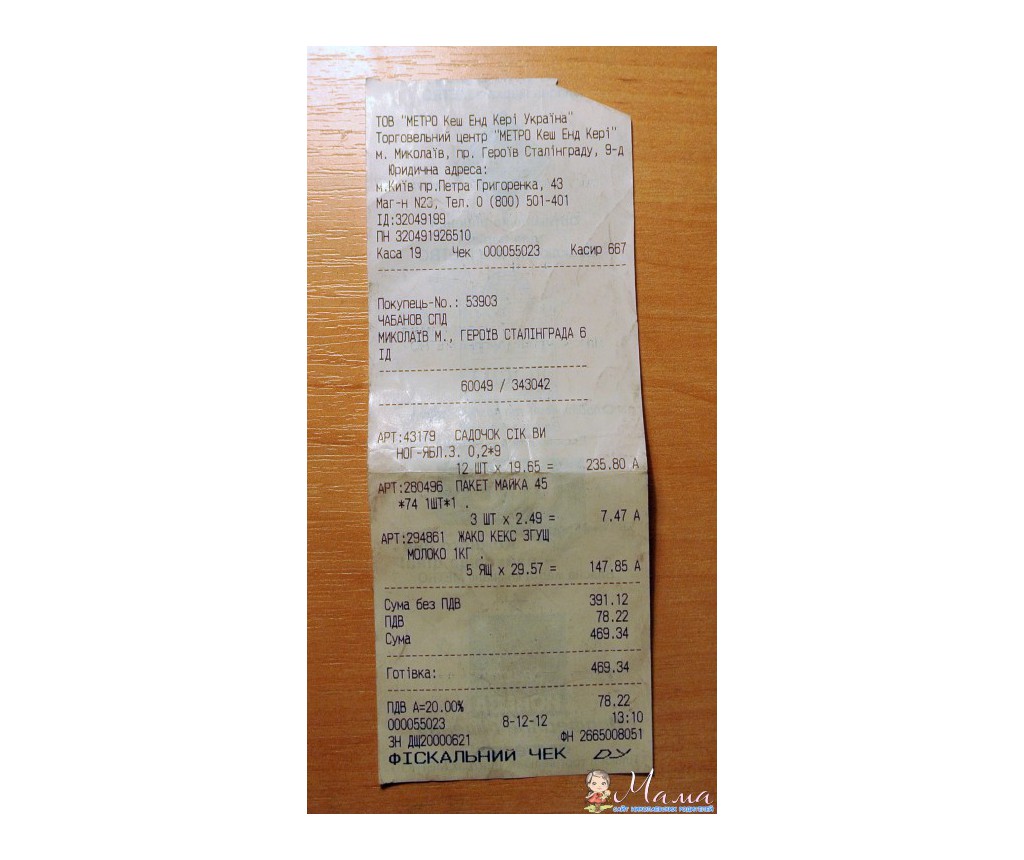 ТОВ "МЕТРО Кеш Енд Кері Україна"
Торговельний центр "МЕТРО Кеш Енд Кері"
м. Миколаїв, пр. Героїв Сталінграду, 9-д
Юридична адреса:
м.Київ пр.Петра Григоренка, 43
Маг-н N23, Тел. 0 (800) 501-401
ІД:32049199
ПН 320491926510
Каса 19 Чек 000055023 Касир 667
Покупець-No.: 53903
ЧАБАНОВ СПД
МИКОЛАЇВ М., ГЕРОЇВ СТАЛІНГРАДА 6
ІД
60049 / 343042
АРТ:43179 САДОЧОК СІК ВИ
НОГ-ЯБЛ.З. 0,2*9
12 ШТ x 19.65 = 235.80 А
АРТ:280496 ПАКЕТ МАЙКА 45
*74 1ШТ*1 .
3 ШТ x 2.49 = 7.47 А
АРТ:294861 ЖАКО КЕКС ЗГУЩ
МОЛОКО 1КГ .
5 ЯЩ x 29.57 = 147.85 А
Сума без ПДВ 391.12
ПДВ 78.22
Сума 469.34
Готівка: 469.34
ПДВ А=20.00% 78.22
000055023 8-12-12 13:10
ЗН ДЩ20000621 ФН 2665008051
ФІСКАЛЬНИЙ ЧЕК
Мама
САЙТ НИКОЛАЕВСКИХ РОДИТЕЛЕЙ